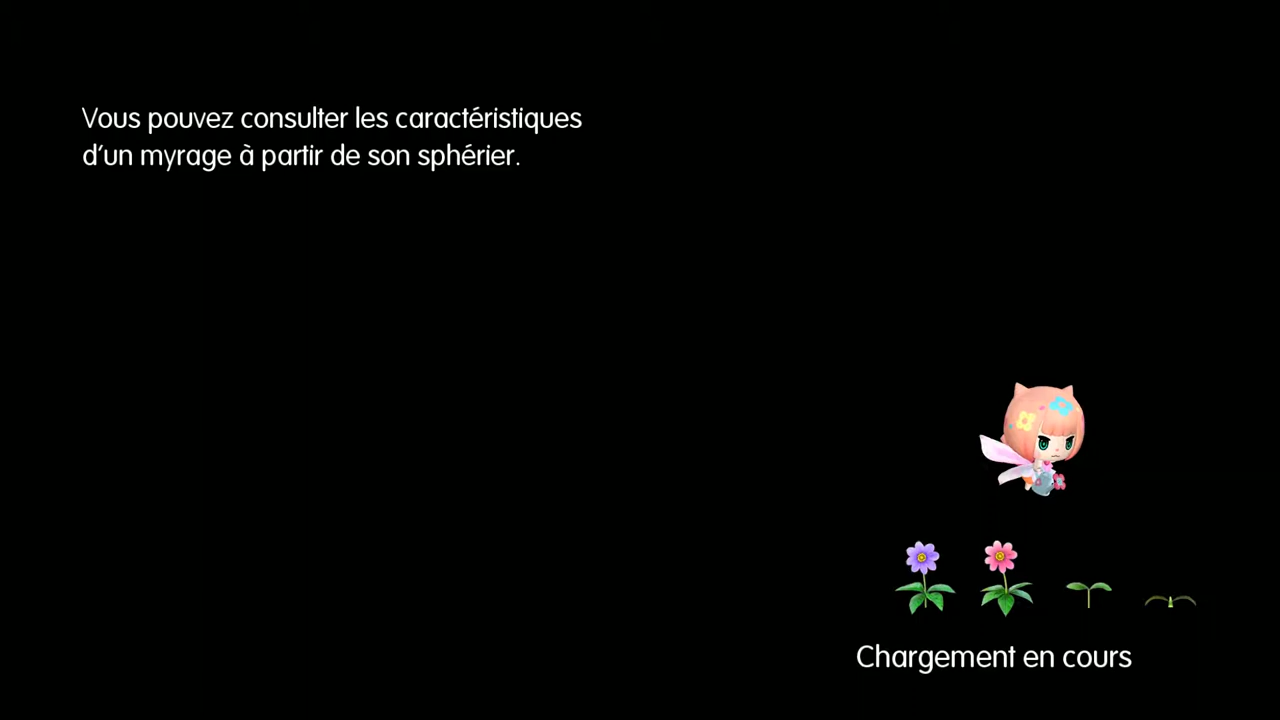 Vous pouvez consulter les caractéristiques
d'un myrage à partir de son sphérier.
Chargement en cours